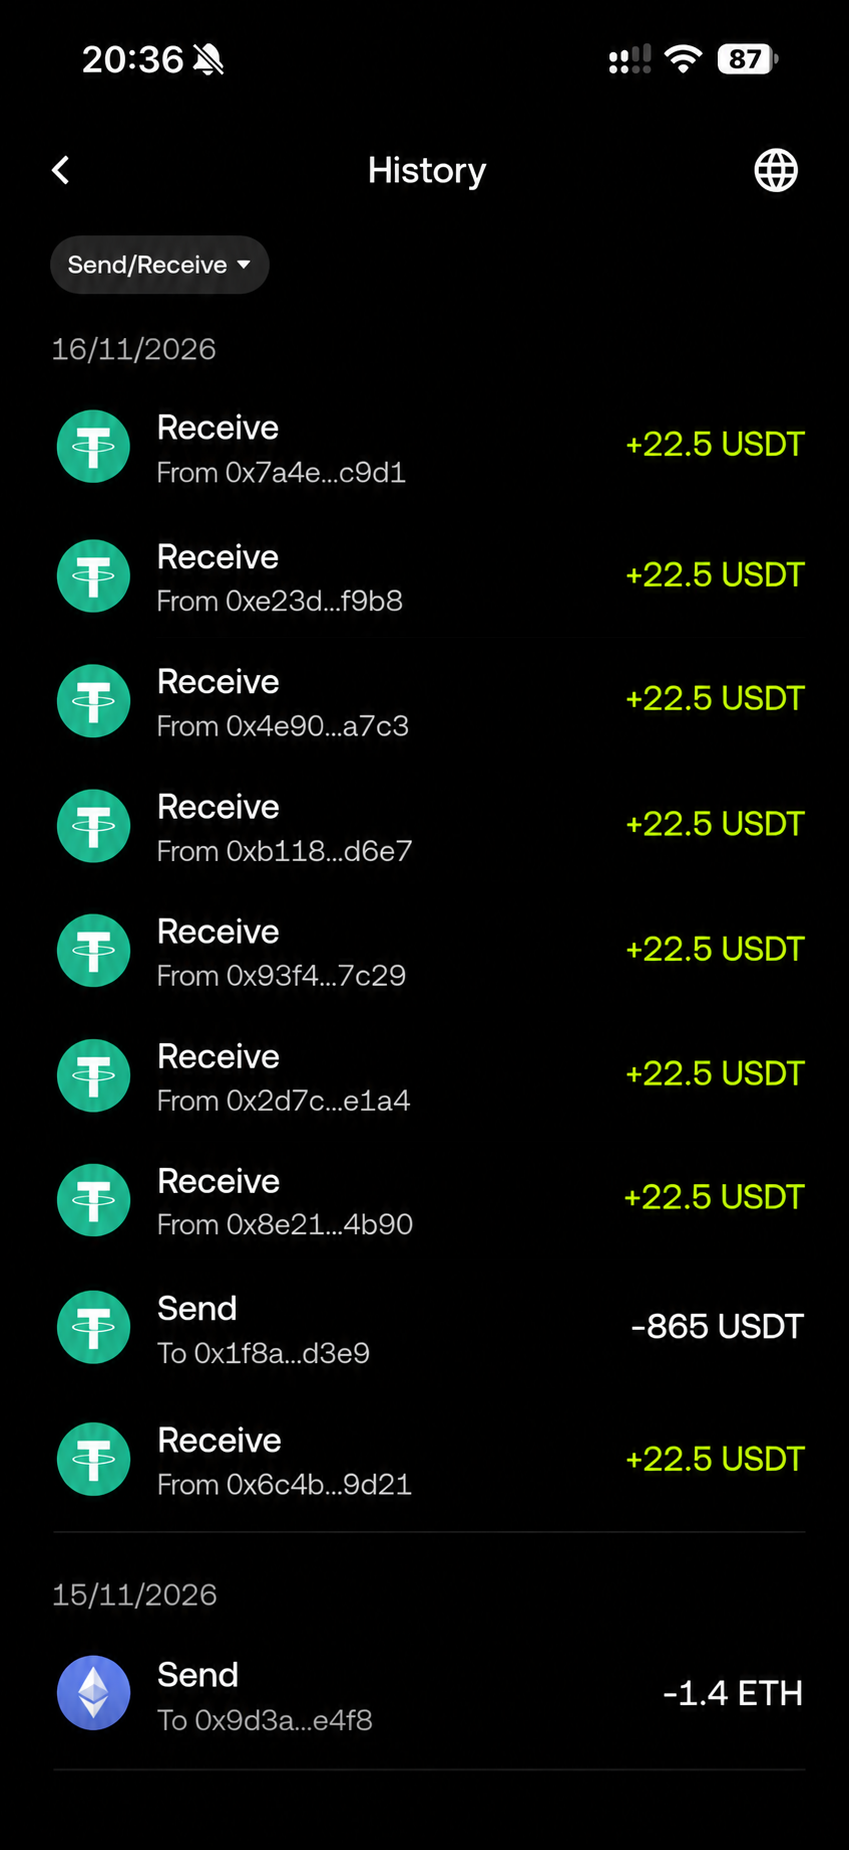 20:36
87
History
Send/Receive
16/11/2026
Receive
+22.5 USDT
From 0x7a4e...c9d1
Receive
+22.5 USDT
From 0xe23d...f9b8
Receive
+22.5 USDT
From 0x4e90...a7c3
Receive
+22.5 USDT
From 0xb118...d6e7
Receive
+22.5 USDT
From 0x93f4...7c29
Receive
+22.5 USDT
From 0x2d7c...e1a4
Receive
+22.5 USDT
From 0x8e21...4b90
Send
-865 USDT
To 0x1f8a...d3e9
Receive
+22.5 USDT
From 0x6c4b...9d21
15/11/2026
Send
-1.4 ETH
To 0x9d3a...e4f8